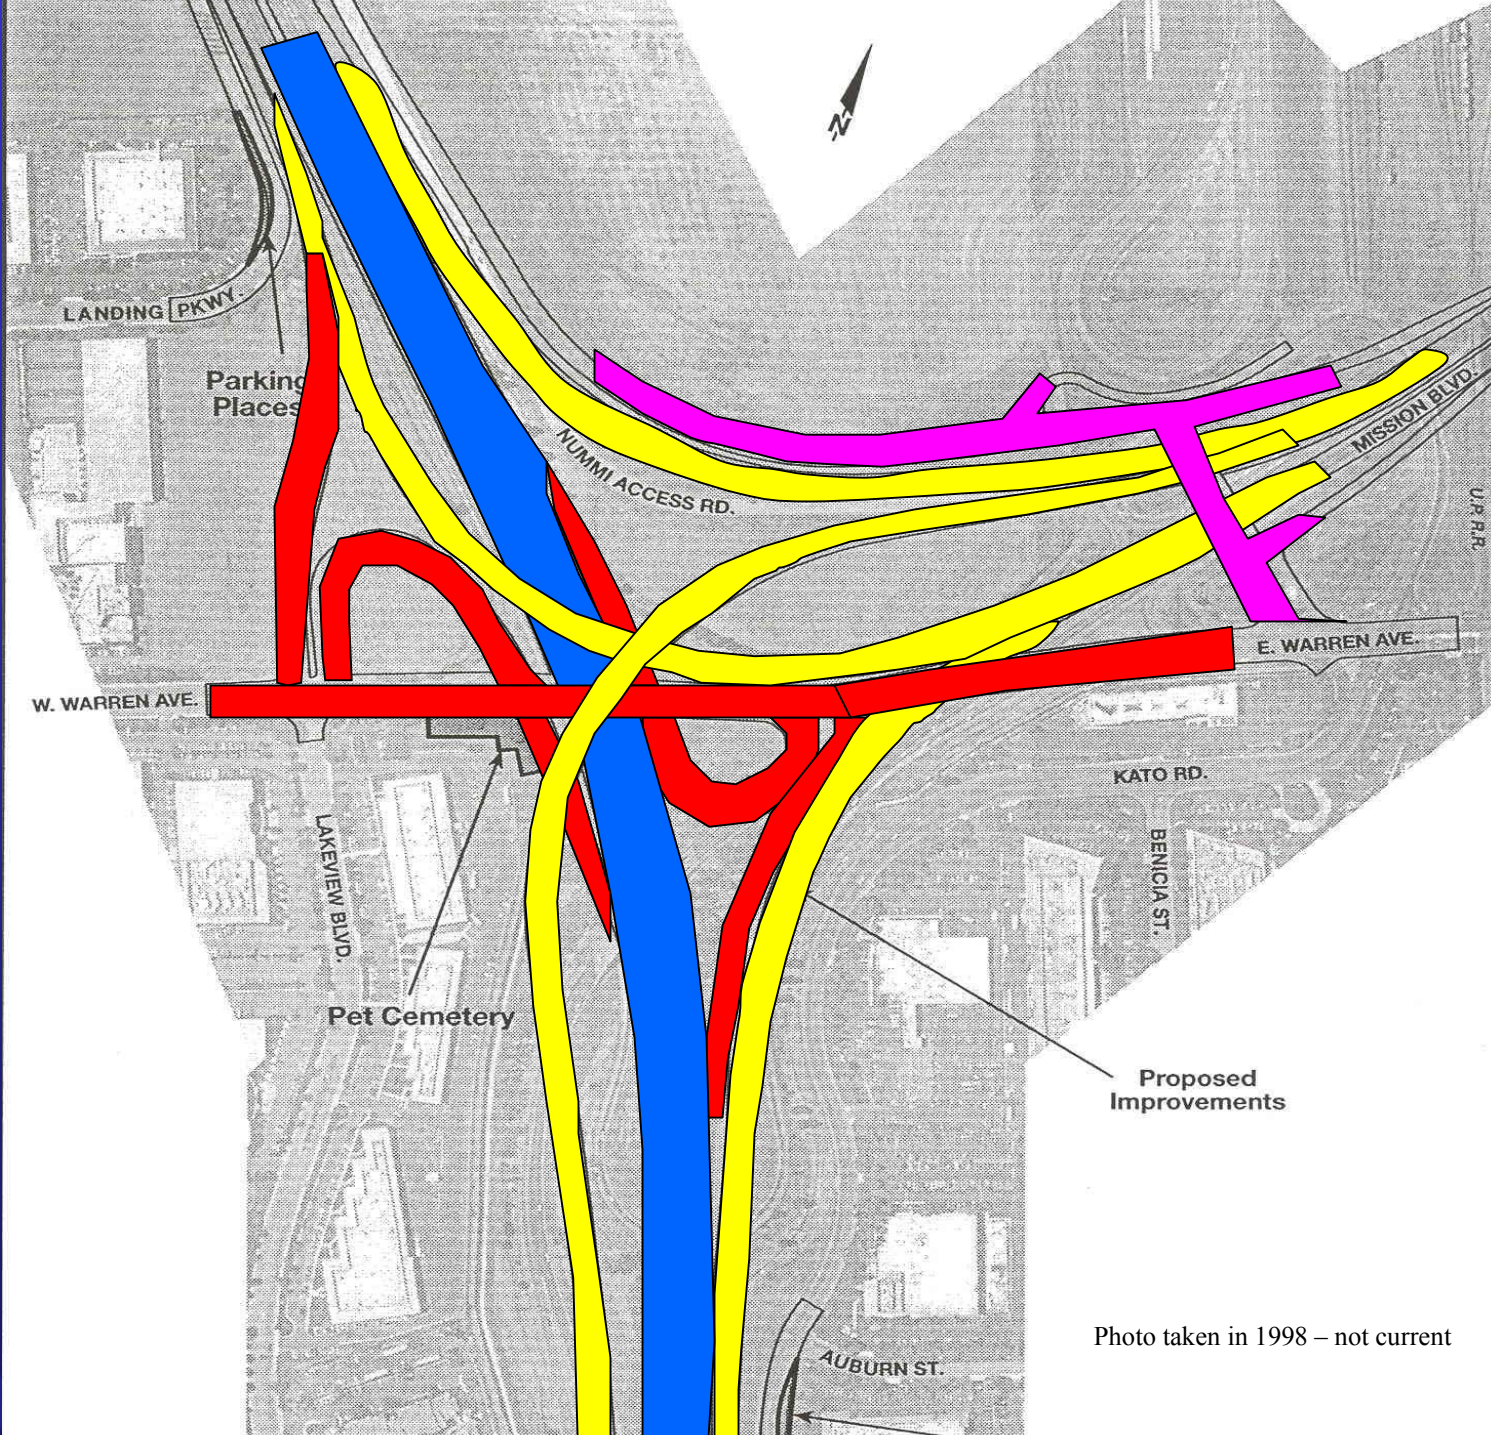 -N-
LANDING PKWY.
Parking
Places
NUMMI ACCESS RD.
MISSION BLVD.
U.P. R.R.
W. WARREN AVE.
E. WARREN AVE.
KATO RD.
LAKEVIEW BLVD.
BENICIA ST.
Pet Cemetery
Proposed
Improvements
Photo taken in 1998 – not current
AUBURN ST.